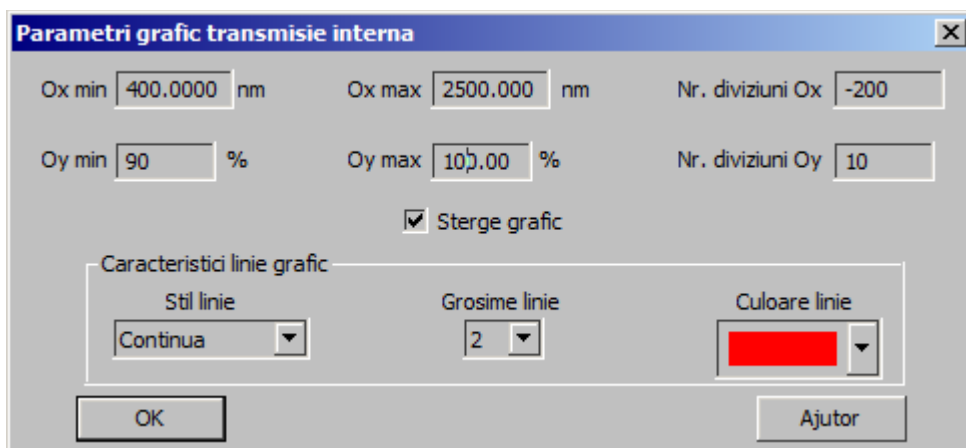 Parametri grafic transmisie interna
Ox min 400.0000 nm Ox max 2500.000 nm Nr. diviziuni Ox -200
Oy min 90 % Oy max 100.00 % Nr. diviziuni Oy 10
Sterge grafic
Caracteristici linie grafic
Stil linie Grosime linie Culoare linie
Continua 2
OK Ajutor